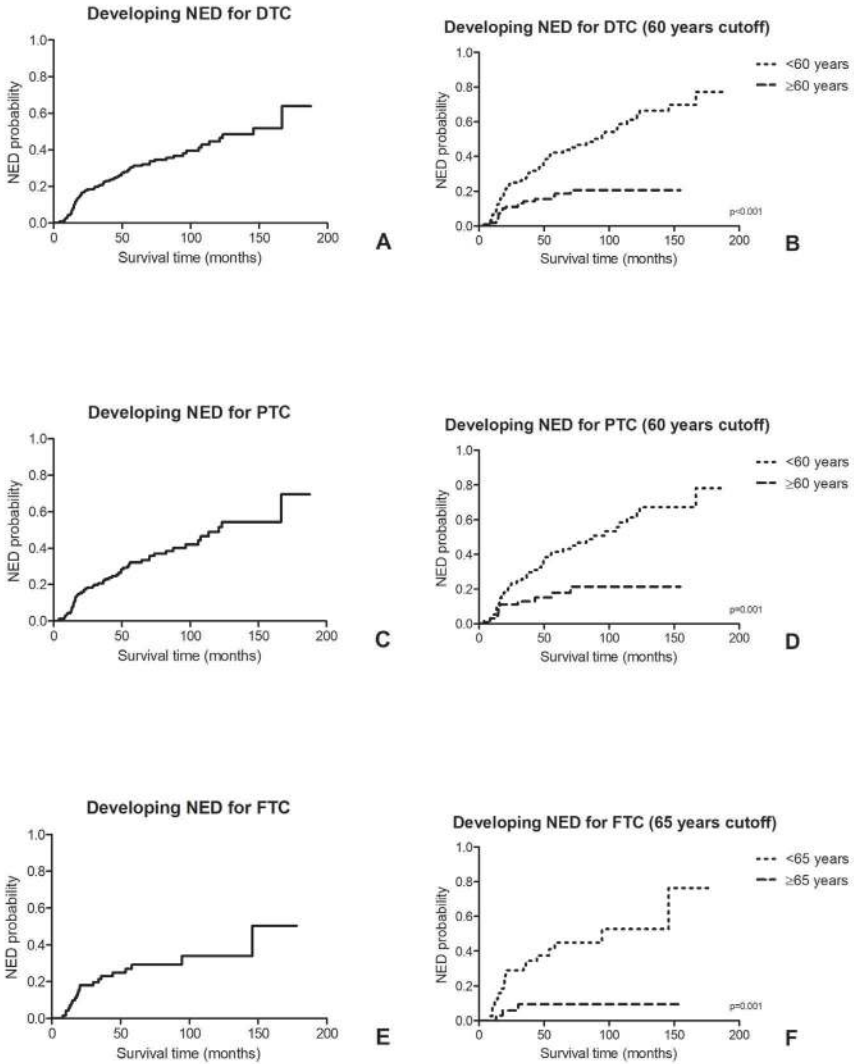 Developing NED for DTC
NED probability
1.0
0.8
0.6
0.4
0.2
0.0
0 50 100 150 200
Survival time (months)
A
Developing NED for DTC (60 years cutoff)
NED probability
1.0
0.8
0.6
0.4
0.2
0.0
0 50 100 150 200
Survival time (months)
<60 years
≥60 years
p<0.001
B
Developing NED for PTC
NED probability
1.0
0.8
0.6
0.4
0.2
0.0
0 50 100 150 200
Survival time (months)
C
Developing NED for PTC (60 years cutoff)
NED probability
1.0
0.8
0.6
0.4
0.2
0.0
0 50 100 150 200
Survival time (months)
<60 years
≥60 years
p=0.001
D
Developing NED for FTC
NED probability
1.0
0.8
0.6
0.4
0.2
0.0
0 50 100 150 200
Survival time (months)
E
Developing NED for FTC (65 years cutoff)
NED probability
1.0
0.8
0.6
0.4
0.2
0.0
0 50 100 150 200
Survival time (months)
<65 years
≥65 years
p=0.001
F